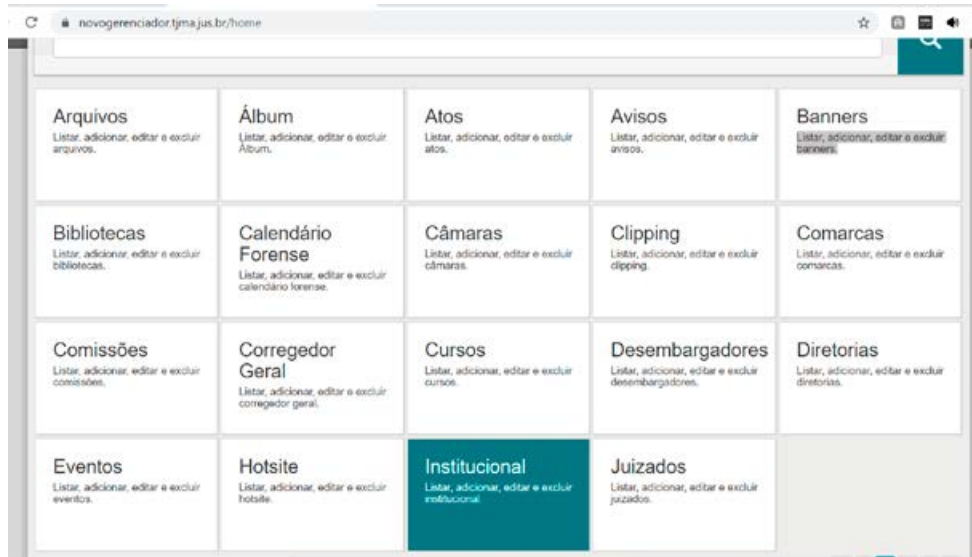 novogerenciador.tjma.jus.br/home
Arquivos
Listar, adicionar, editar e excluir
arquivos.
Álbum
Listar, adicionar, editar e excluir
Álbum.
Atos
Listar, adicionar, editar e excluir
atos.
Avisos
Listar, adicionar, editar e excluir
avisos.
Banners
Listar, adicionar, editar e excluir
banners.
Bibliotecas
Listar, adicionar, editar e excluir
bibliotecas.
Calendário
Forense
Listar, adicionar, editar e excluir
calendário forense.
Câmaras
Listar, adicionar, editar e excluir
câmaras.
Clipping
Listar, adicionar, editar e excluir
clipping.
Comarcas
Listar, adicionar, editar e excluir
comarcas.
Comissões
Listar, adicionar, editar e excluir
comissões.
Corregedor
Geral
Listar, adicionar, editar e excluir
corregedor geral.
Cursos
Listar, adicionar, editar e excluir
cursos.
Desembargadores
Listar, adicionar, editar e excluir
desembargadores.
Diretorias
Listar, adicionar, editar e excluir
diretorias.
Eventos
Listar, adicionar, editar e excluir
eventos.
Hotsite
Listar, adicionar, editar e excluir
hotsite.
Institucional
Listar, adicionar, editar e excluir
institucional
Juizados
Listar, adicionar, editar e excluir
juizados.